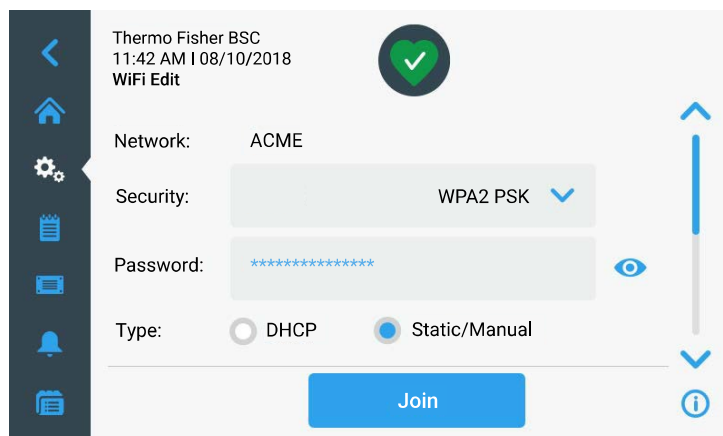 Thermo Fisher BSC
11:42 AM I 08/10/2018
WiFi Edit
Network: ACME
Security: WPA2 PSK
Password: ***************
Type: DHCP Static/Manual
Join